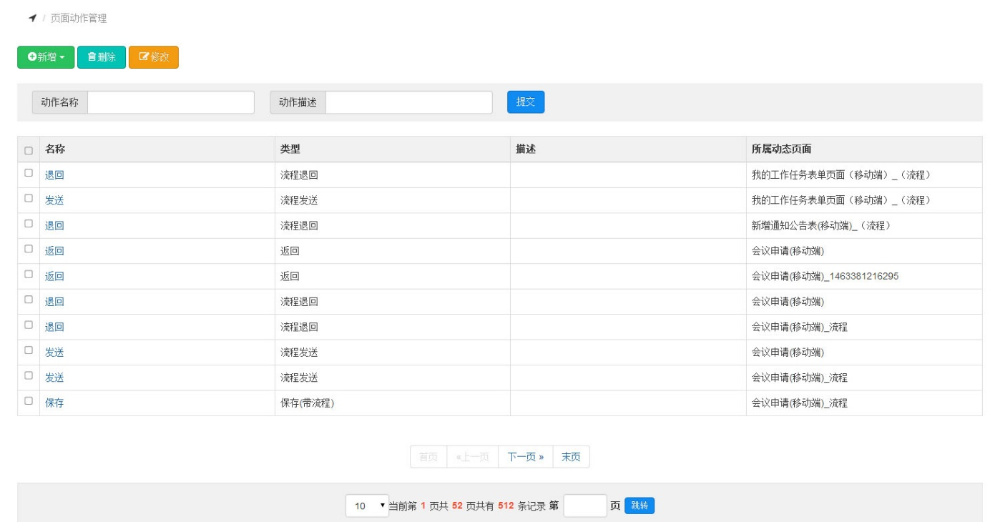 / 页面动作管理
新增 删除 修改
动作名称 动作描述 提交
名称 类型 描述 所属动态页面
退回 流程退回 我的工作任务表单页面（移动端）_（流程）
发送 流程发送 我的工作任务表单页面（移动端）_（流程）
退回 流程退回 新增通知公告表(移动端)_（流程）
返回 返回 会议申请(移动端)
返回 返回 会议申请(移动端)_1463381216295
退回 流程退回 会议申请(移动端)
退回 流程退回 会议申请(移动端)_流程
发送 流程发送 会议申请(移动端)
发送 流程发送 会议申请(移动端)_流程
保存 保存(带流程) 会议申请(移动端)_流程
首页 «上一页 下一页 » 末页
10 当前第 1 页共 52 页共有 512 条记录 第 页 跳转